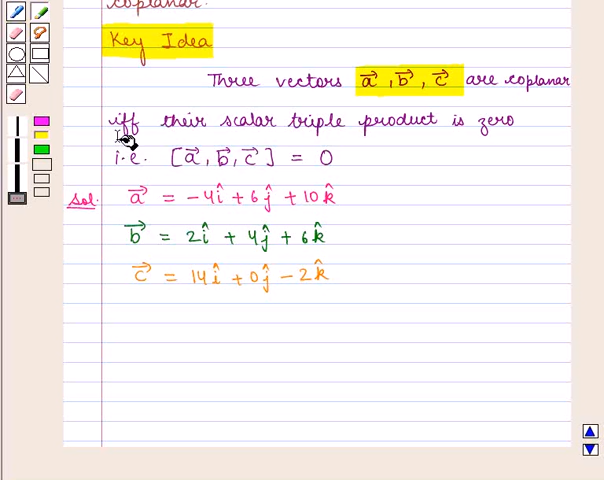 coplanar.
Key Idea
Three vectors a⃗, b⃗, c⃗ are coplanar
iff their scalar triple product is zero
i.e. [a⃗, b⃗, c⃗] = 0
Sol. a⃗ = -4î + 6ĵ + 10k̂
b⃗ = 2î + 4ĵ + 6k̂
c⃗ = 14î + 0ĵ - 2k̂